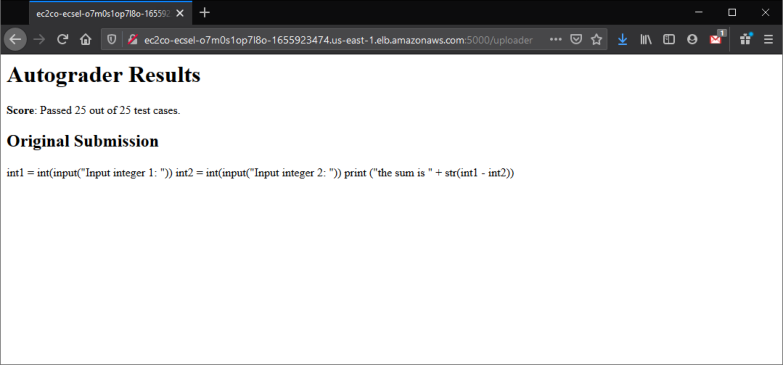 ec2co-ecsel-o7m0s1op7l8o-165592
ec2co-ecsel-o7m0s1op7l8o-1655923474.us-east-1.elb.amazonaws.com:5000/uploader
1
Autograder Results
Score: Passed 25 out of 25 test cases.
Original Submission
int1 = int(input("Input integer 1: ")) int2 = int(input("Input integer 2: ")) print ("the sum is " + str(int1 - int2))